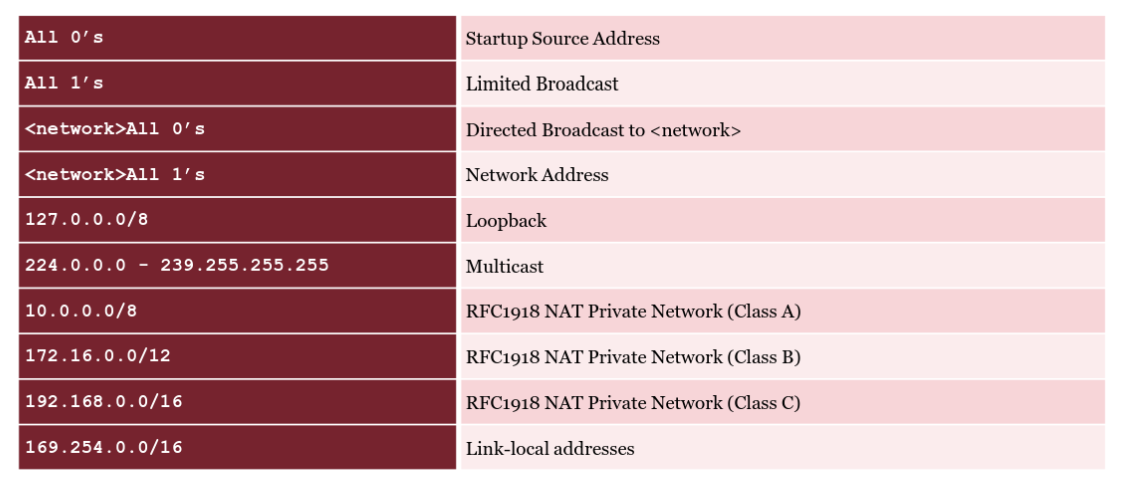 All 0’s Startup Source Address
All 1’s Limited Broadcast
<network>All 0’s Directed Broadcast to <network>
<network>All 1’s Network Address
127.0.0.0/8 Loopback
224.0.0.0 – 239.255.255.255 Multicast
10.0.0.0/8 RFC1918 NAT Private Network (Class A)
172.16.0.0/12 RFC1918 NAT Private Network (Class B)
192.168.0.0/16 RFC1918 NAT Private Network (Class C)
169.254.0.0/16 Link-local addresses